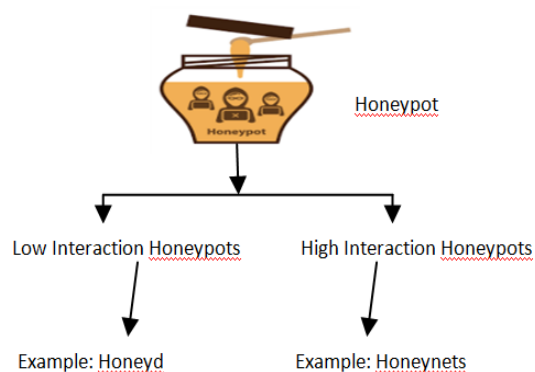 Honeypot
Honeypot
Low Interaction Honeypots
High Interaction Honeypots
Example: Honeyd
Example: Honeynets